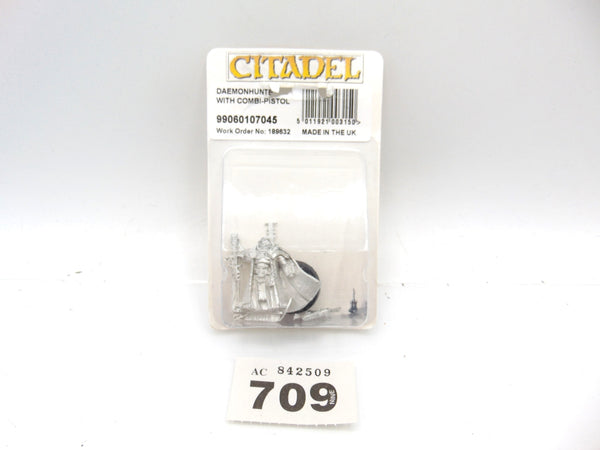 CITADEL
DAEMONHUNTE
WITH COMBI-PISTOL
99060107045
5 011921 003150>
Work Order No: 189632 MADE IN THE UK
AC 842509
709
NINE